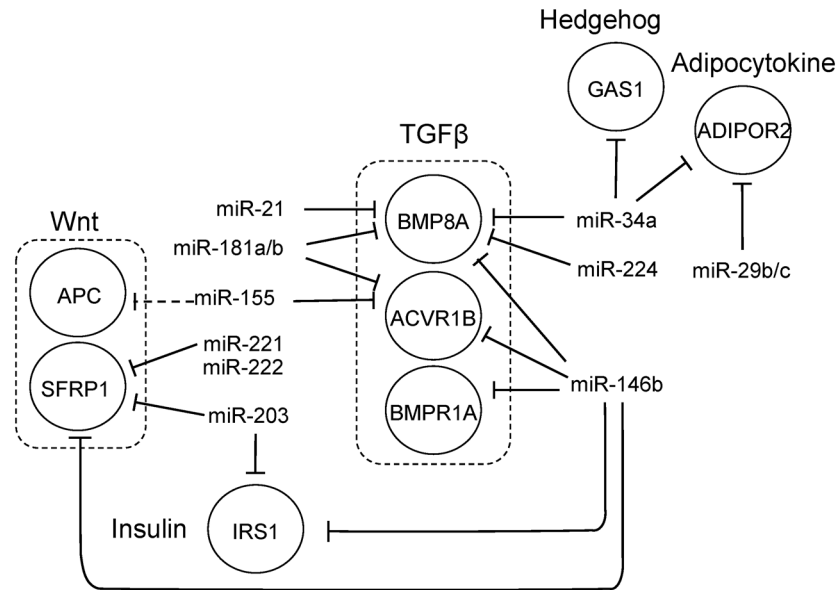 Hedgehog
GAS1
Adipocytokine
ADIPOR2
TGFβ
miR-21
BMP8A
miR-34a
Wnt
miR-181a/b
miR-224
miR-29b/c
APC
miR-155
ACVR1B
miR-221
miR-222
SFRP1
miR-146b
miR-203
BMPR1A
Insulin
IRS1